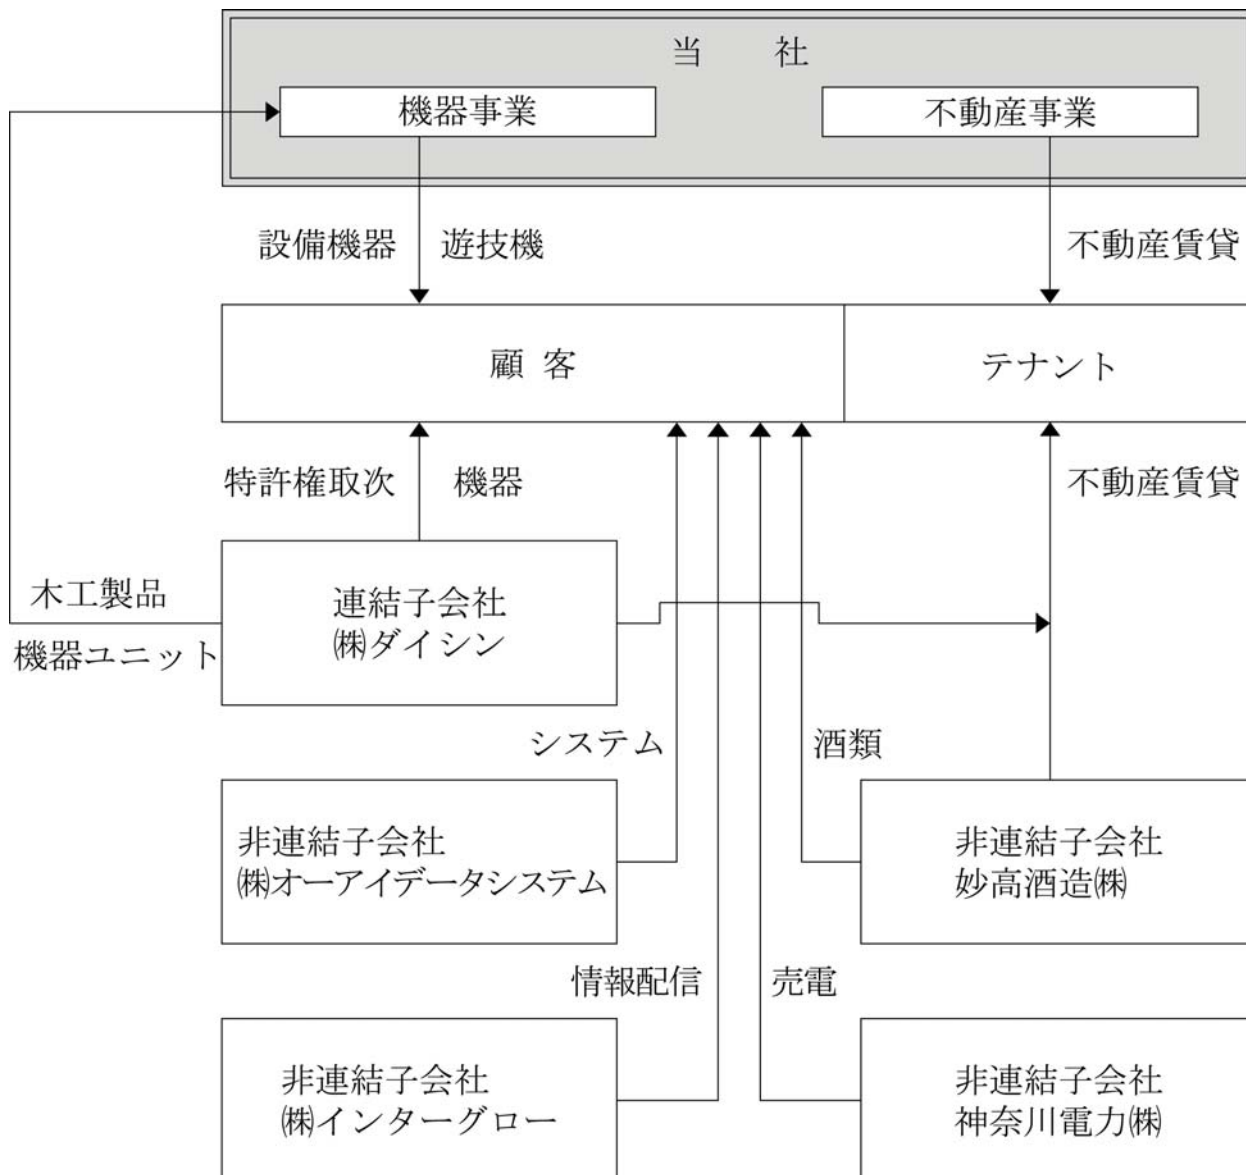 当　社
機器事業
不動産事業
設備機器
遊技機
不動産賃貸
顧客
テナント
特許権取次
機器
不動産賃貸
木工製品
機器ユニット
連結子会社
㈱ダイシン
システム
酒類
非連結子会社
㈱オーアイデータシステム
非連結子会社
妙高酒造㈱
情報配信
売電
非連結子会社
㈱インターグロー
非連結子会社
神奈川電力㈱